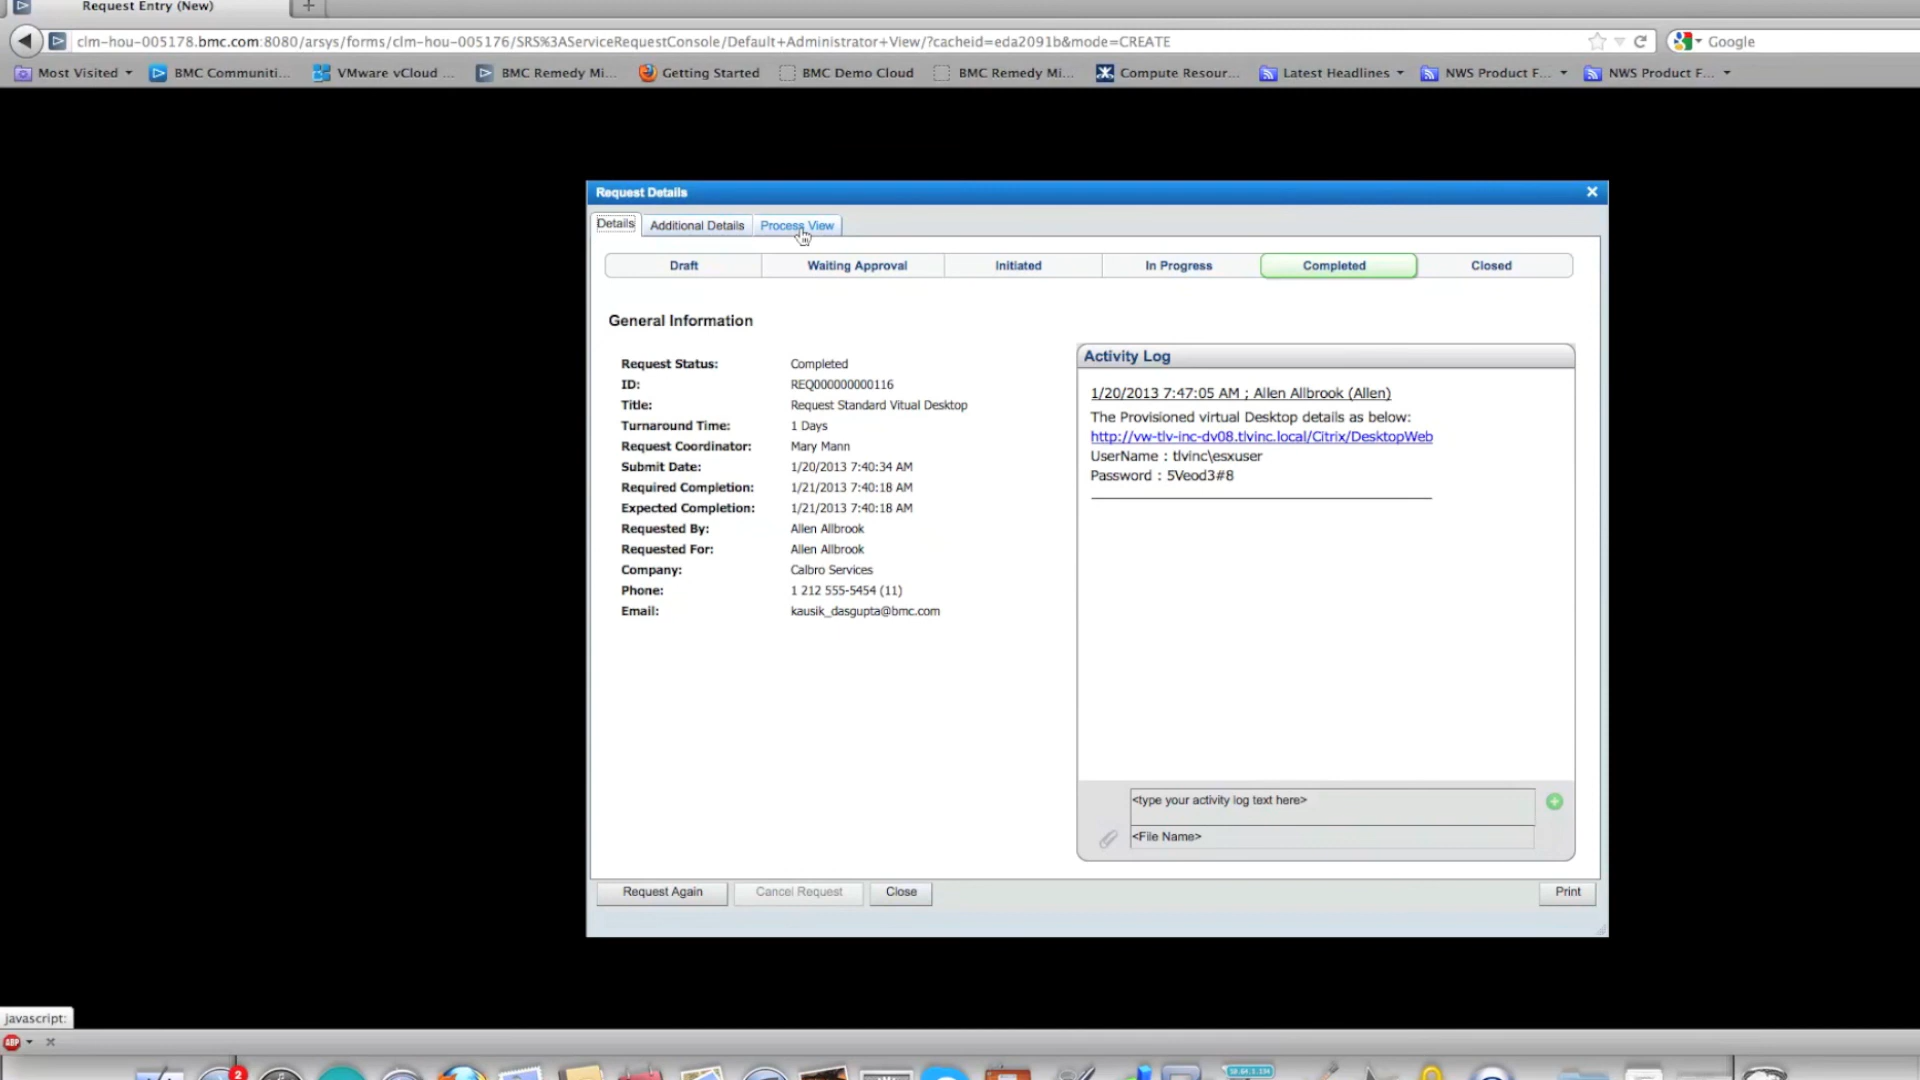 Request Entry (New)
clm-hou-005178.bmc.com:8080/arsys/forms/clm-hou-005176/SRS%3AServiceRequestConsole/Default+Administrator+View/?cacheid=eda2091b&mode=CREATE
Google
Most Visited
BMC Communiti...
VMware vCloud ...
BMC Remedy Mi...
Getting Started
BMC Demo Cloud
BMC Remedy Mi...
Compute Resour...
Latest Headlines
NWS Product F...
NWS Product F...
Request Details
Details
Additional Details
Process View
Draft
Waiting Approval
Initiated
In Progress
Completed
Closed
General Information
Request Status: Completed
ID: REQ000000000116
Title: Request Standard Vitual Desktop
Turnaround Time: 1 Days
Request Coordinator: Mary Mann
Submit Date: 1/20/2013 7:40:34 AM
Required Completion: 1/21/2013 7:40:18 AM
Expected Completion: 1/21/2013 7:40:18 AM
Requested By: Allen Allbrook
Requested For: Allen Allbrook
Company: Calbro Services
Phone: 1 212 555-5454 (11)
Email: kausik_dasgupta@bmc.com
Activity Log
1/20/2013 7:47:05 AM ; Allen Allbrook (Allen)
The Provisioned virtual Desktop details as below:
http://vw-tlv-inc-dv08.tlvinc.local/Citrix/DesktopWeb
UserName : tlvinc\esxuser
Password : 5Veod3#8
<type your activity log text here>
<File Name>
Request Again
Cancel Request
Close
Print
javascript:
ABP
2